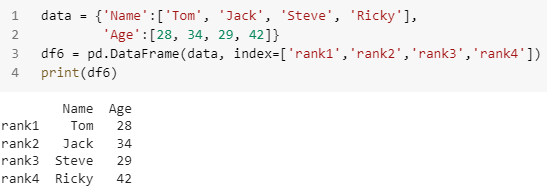 1 data = {'Name':['Tom', 'Jack', 'Steve', 'Ricky'],
2 'Age':[28, 34, 29, 42]}
3 df6 = pd.DataFrame(data, index=['rank1','rank2','rank3','rank4'])
4 print(df6)
Name Age
rank1 Tom 28
rank2 Jack 34
rank3 Steve 29
rank4 Ricky 42